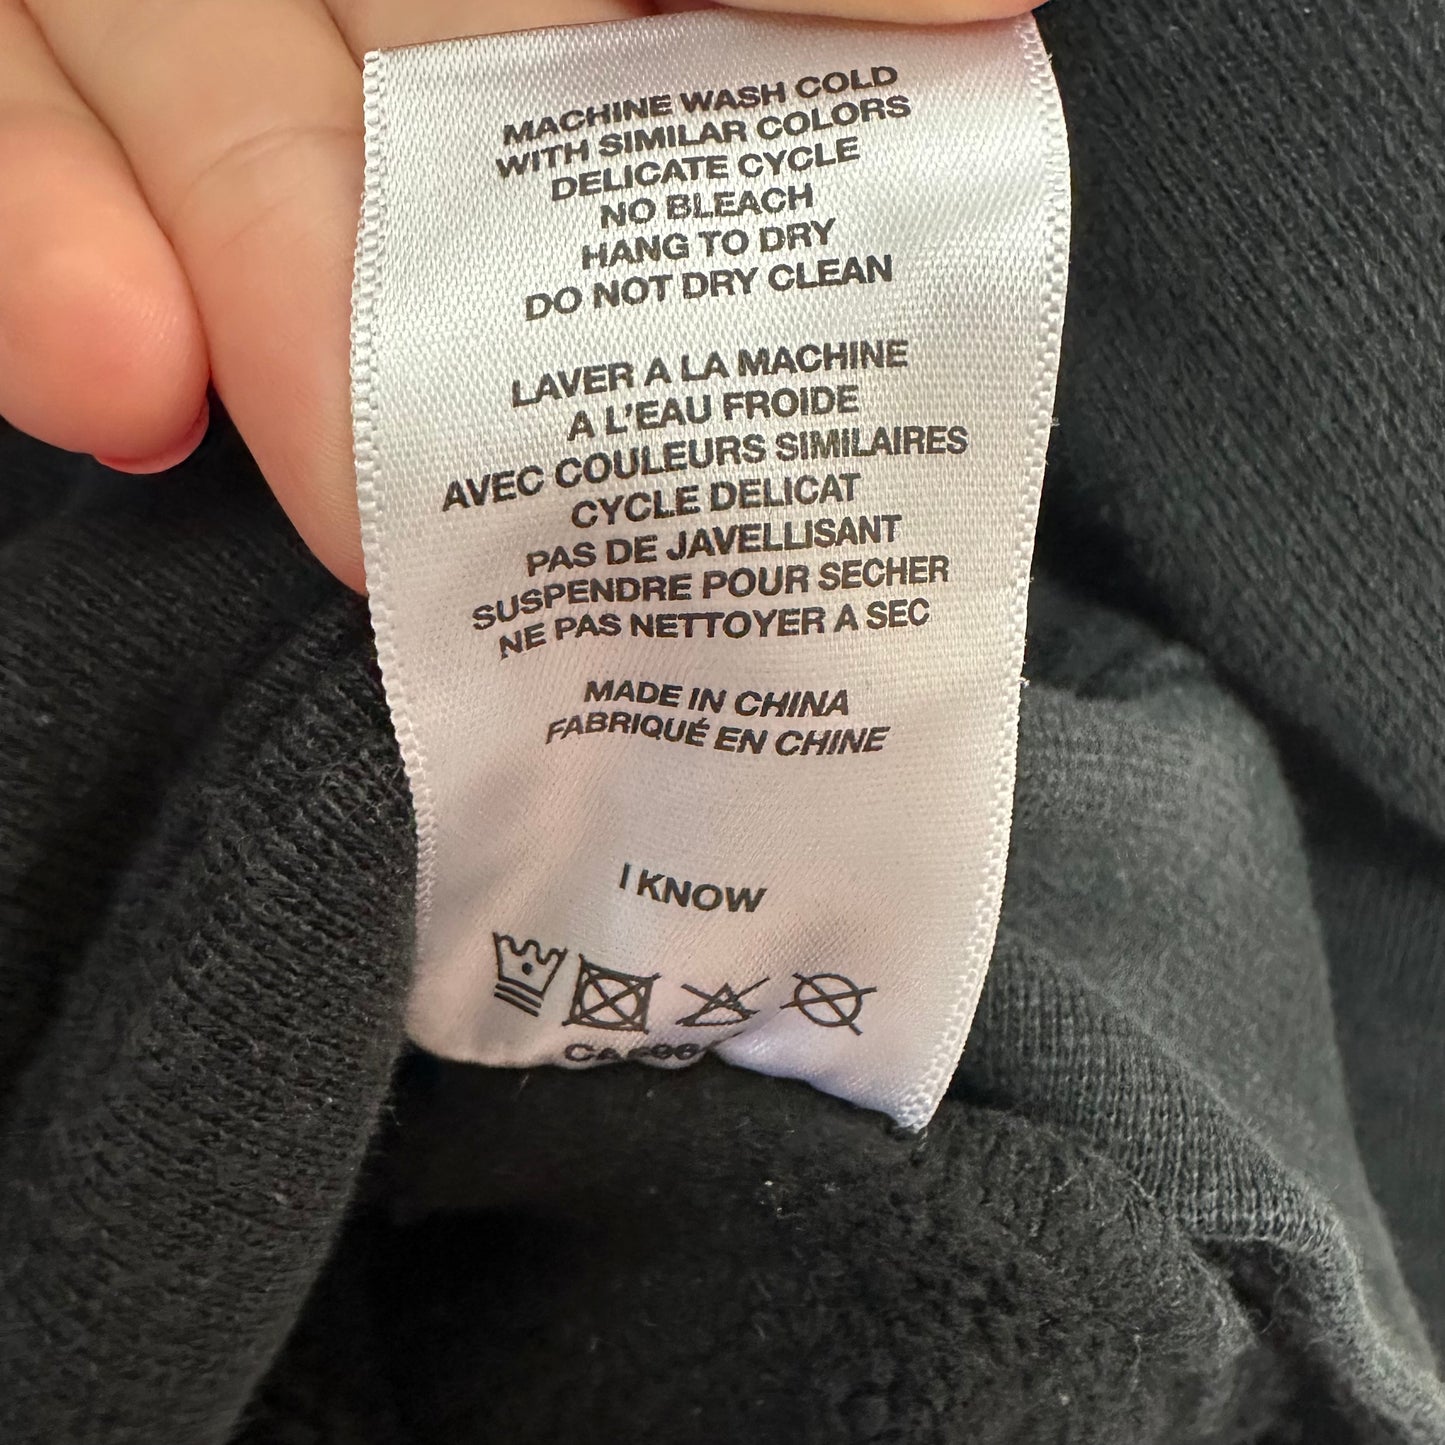 MACHINE WASH COLD
WITH SIMILAR COLORS
DELICATE CYCLE
NO BLEACH
HANG TO DRY
DO NOT DRY CLEAN
LAVER A LA MACHINE
A L'EAU FROIDE
AVEC COULEURS SIMILAIRES
CYCLE DELICAT
PAS DE JAVELLISANT
SUSPENDRE POUR SECHER
NE PAS NETTOYER A SEC
MADE IN CHINA
FABRIQUÉ EN CHINE
I KNOW